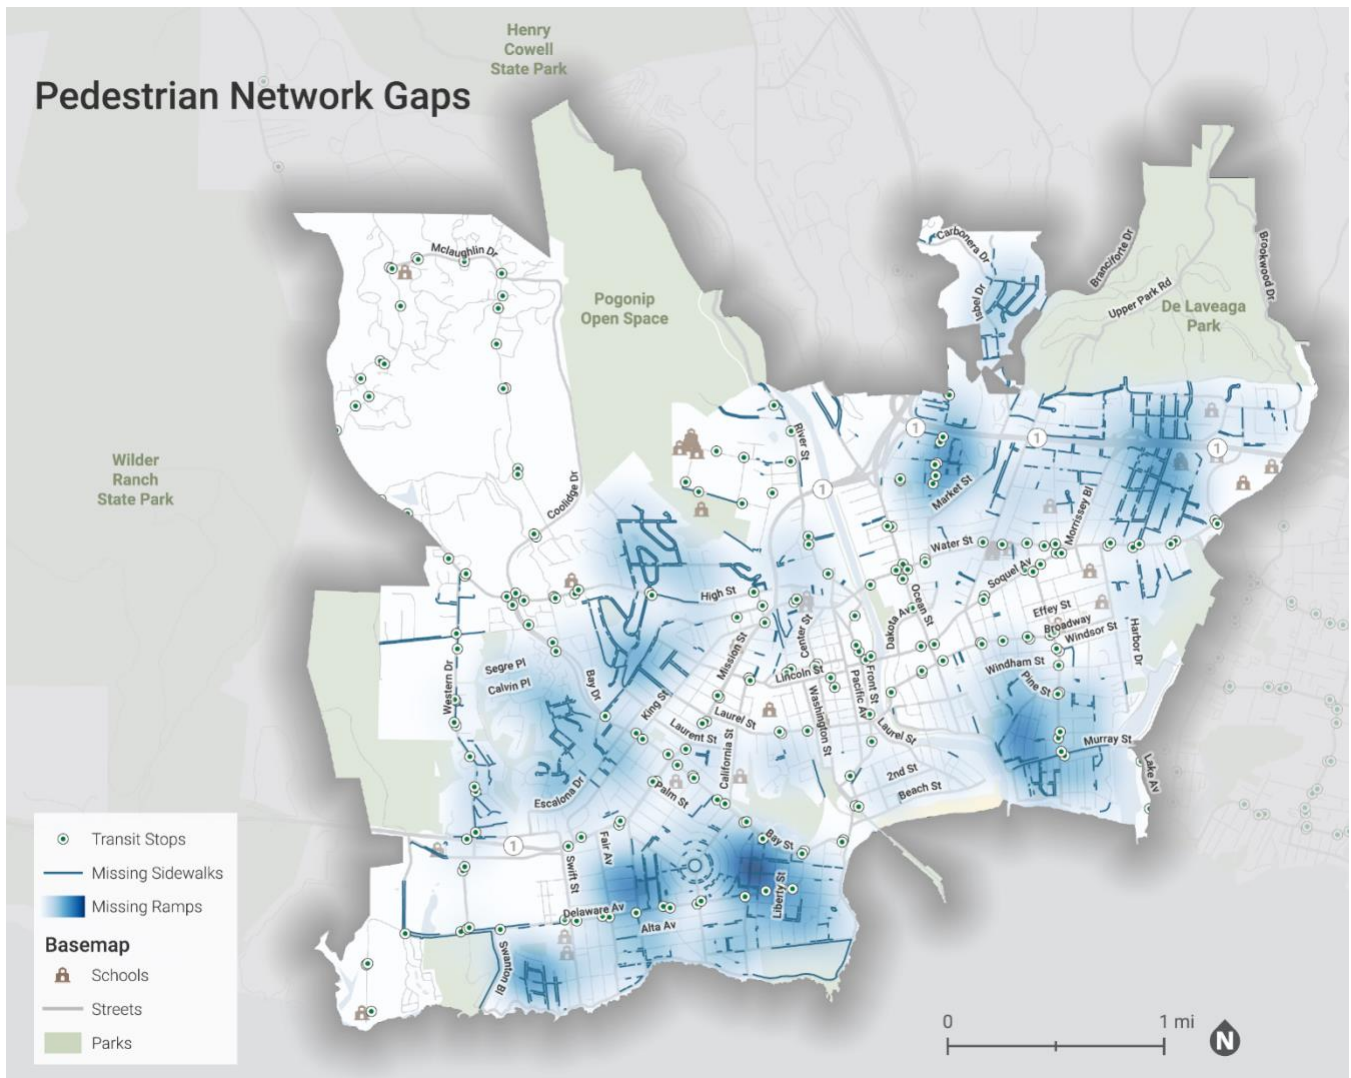 Henry
Cowell
State Park
Pedestrian Network Gaps
Mclaughlin Dr
Carbonera Dr
Branciforte Dr
Brookwood Dr
Isbel Dr
Upper Park Rd
Pogonip
Open Space
De Laveaga
Park
Wilder
Ranch
State Park
River St
1
1
1
1
Coolidge Dr
Market St
Morrissey Bl
Water St
Soquel Av
High St
Ocean St
Dakota Av
Effey St
Broadway
Windsor St
Harbor Dr
Center St
Mission St
Segre Pl
Calvin Pl
Western Dr
Bay Dr
King St
Lincoln St
Front St
Pacific Av
Washington St
Windham St
Pine St
Laurel St
Laurent St
California St
Laurel St
Murray St
Lake Av
2nd St
Beach St
Escalona Dr
Palm St
1
Fair Av
Swift St
Bay St
Liberty St
Delaware Av
Alta Av
Swanton Bl
Transit Stops
Missing Sidewalks
Missing Ramps
Basemap
Schools
Streets
Parks
0
1 mi
N